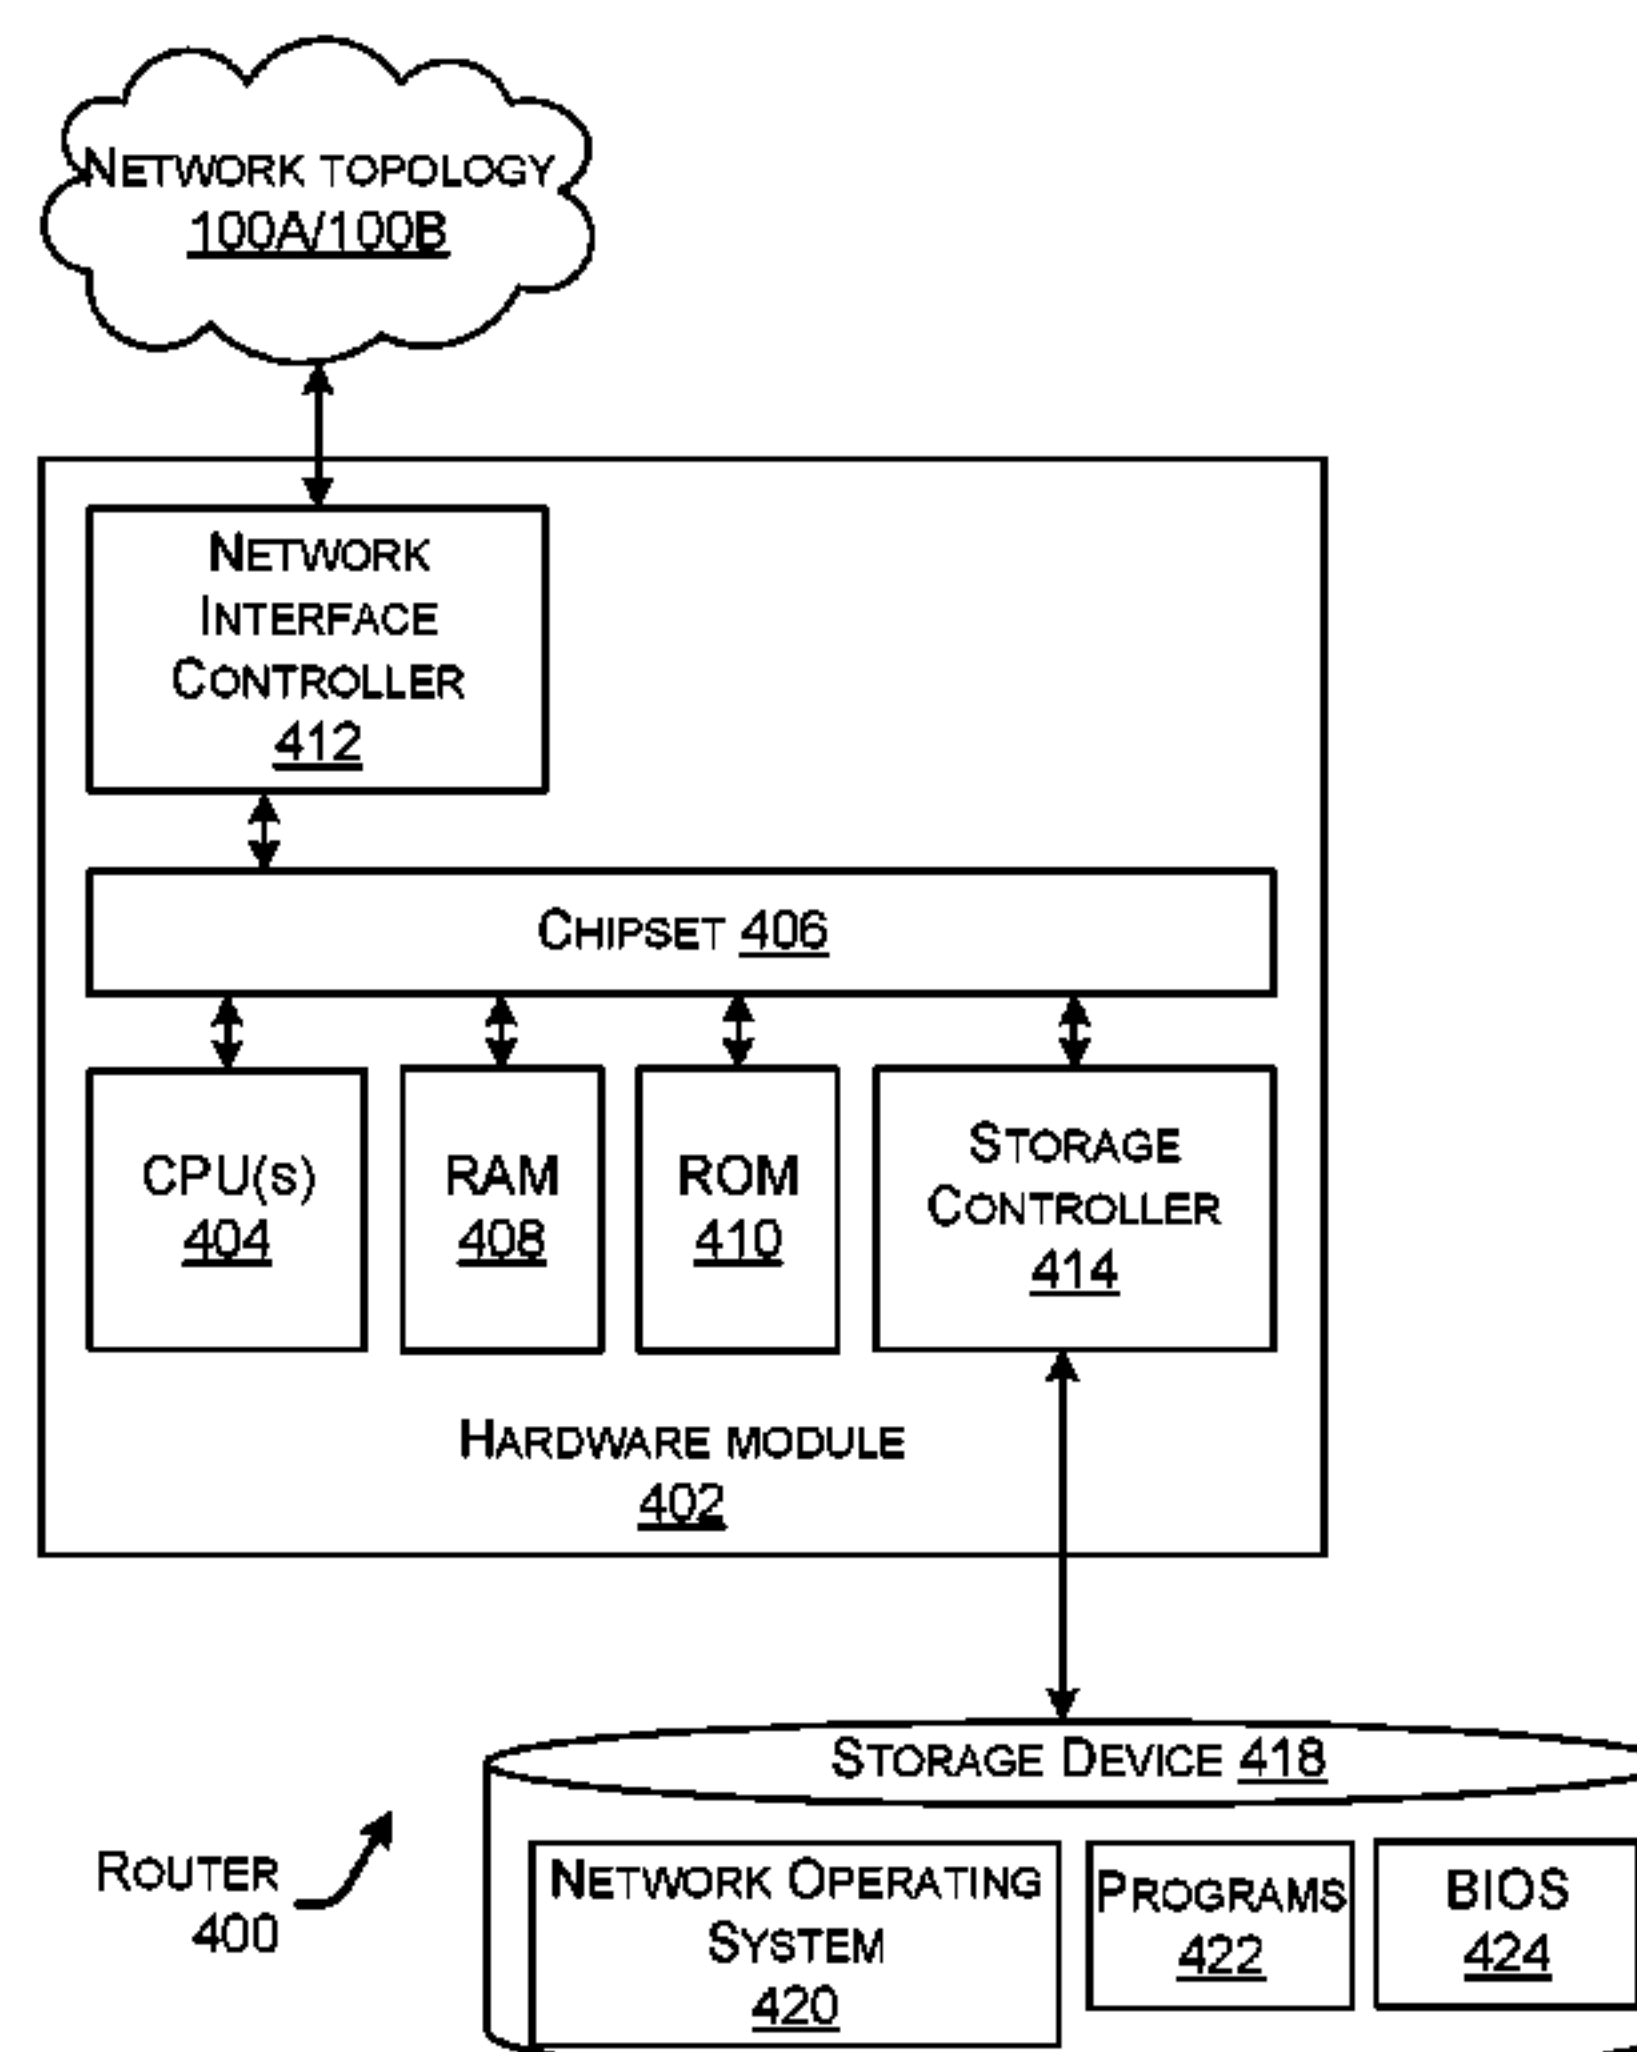 NETWORK TOPOLOGY
100A/100B
NETWORK
INTERFACE
CONTROLLER
412
CHIPSET 406
CPU(S)
404
RAM
408
ROM
410
STORAGE
CONTROLLER
414
HARDWARE MODULE
402
STORAGE DEVICE 418
ROUTER
400
NETWORK OPERATING
SYSTEM
420
PROGRAMS
422
BIOS
424